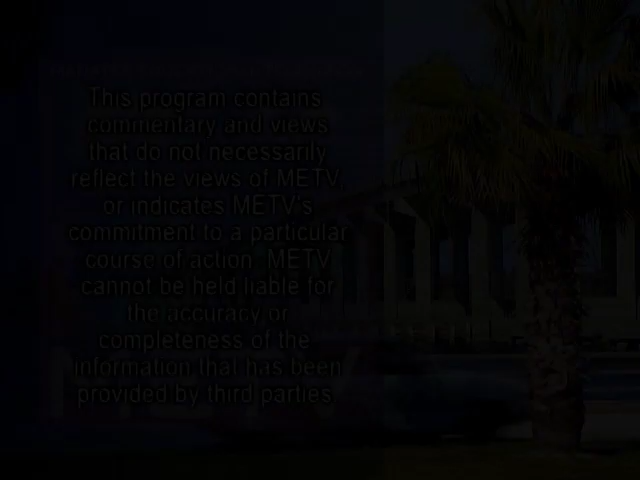 This program contains
commentary and views
that do not necessarily
reflect the views of METV,
or indicates METV's
commitment to a particular
course of action. METV
cannot be held liable for
the accuracy or
completeness of the
information that has been
provided by third parties.